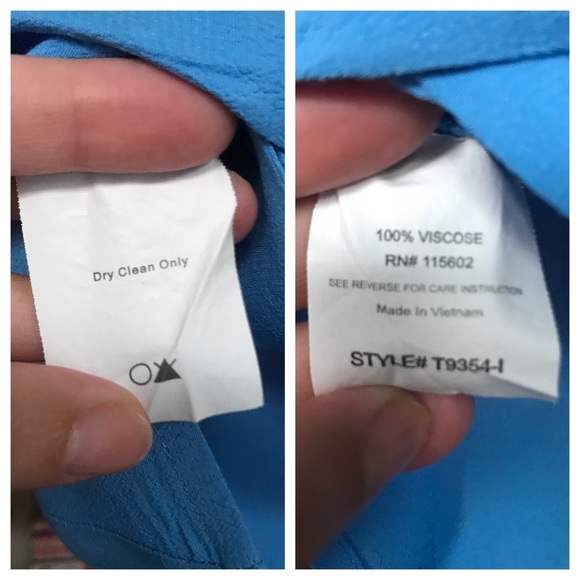 Dry Clean Only
100% VISCOSE
RN# 115602
SEE REVERSE FOR CARE INSTRUCTION
Made In Vietnam
STYLE# T9354-I